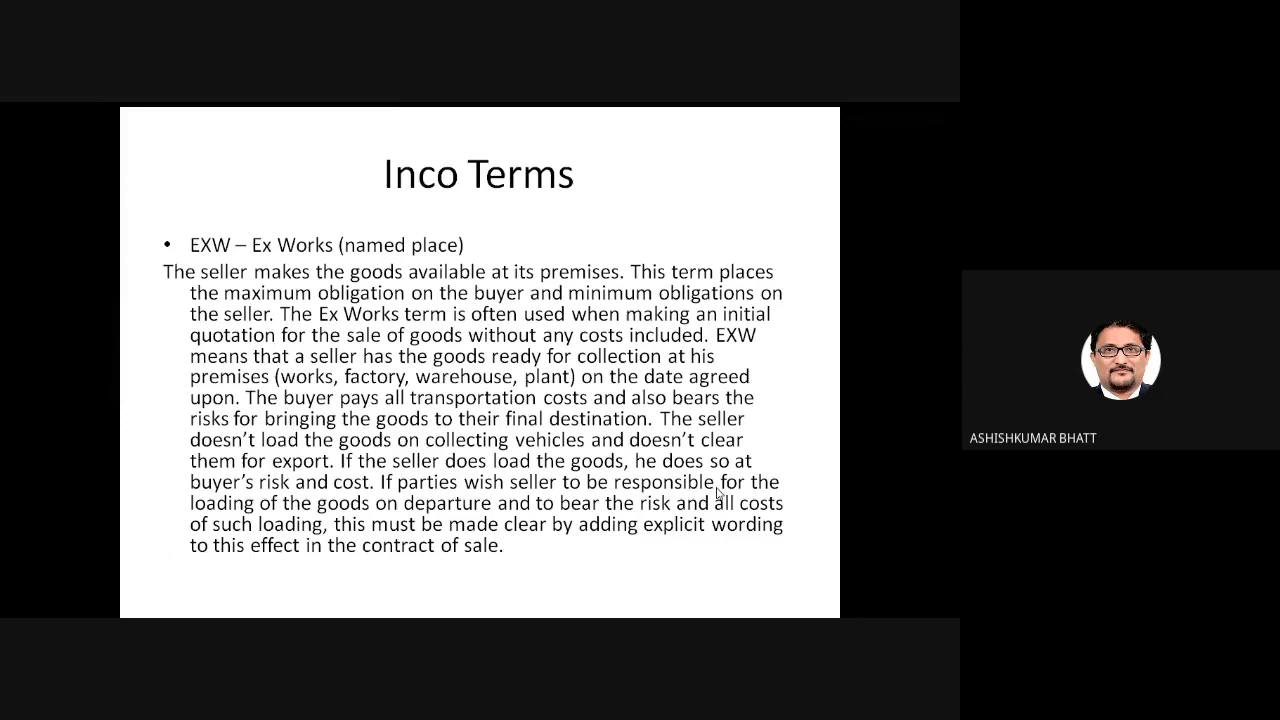 Inco Terms
• EXW – Ex Works (named place)
The seller makes the goods available at its premises. This term places
the maximum obligation on the buyer and minimum obligations on
the seller. The Ex Works term is often used when making an initial
quotation for the sale of goods without any costs included. EXW
means that a seller has the goods ready for collection at his
premises (works, factory, warehouse, plant) on the date agreed
upon. The buyer pays all transportation costs and also bears the
risks for bringing the goods to their final destination. The seller
doesn’t load the goods on collecting vehicles and doesn’t clear
them for export. If the seller does load the goods, he does so at
buyer’s risk and cost. If parties wish seller to be responsible for the
loading of the goods on departure and to bear the risk and all costs
of such loading, this must be made clear by adding explicit wording
to this effect in the contract of sale.
ASHISHKUMAR BHATT